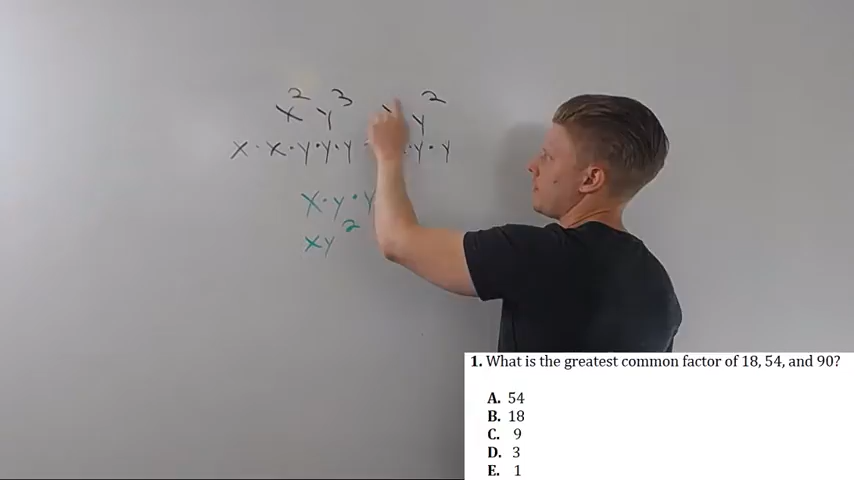 x² y³ y²
x · x · y · y · y · y · y
x · y · y
xy²
1. What is the greatest common factor of 18, 54, and 90?
A. 54
B. 18
C. 9
D. 3
E. 1